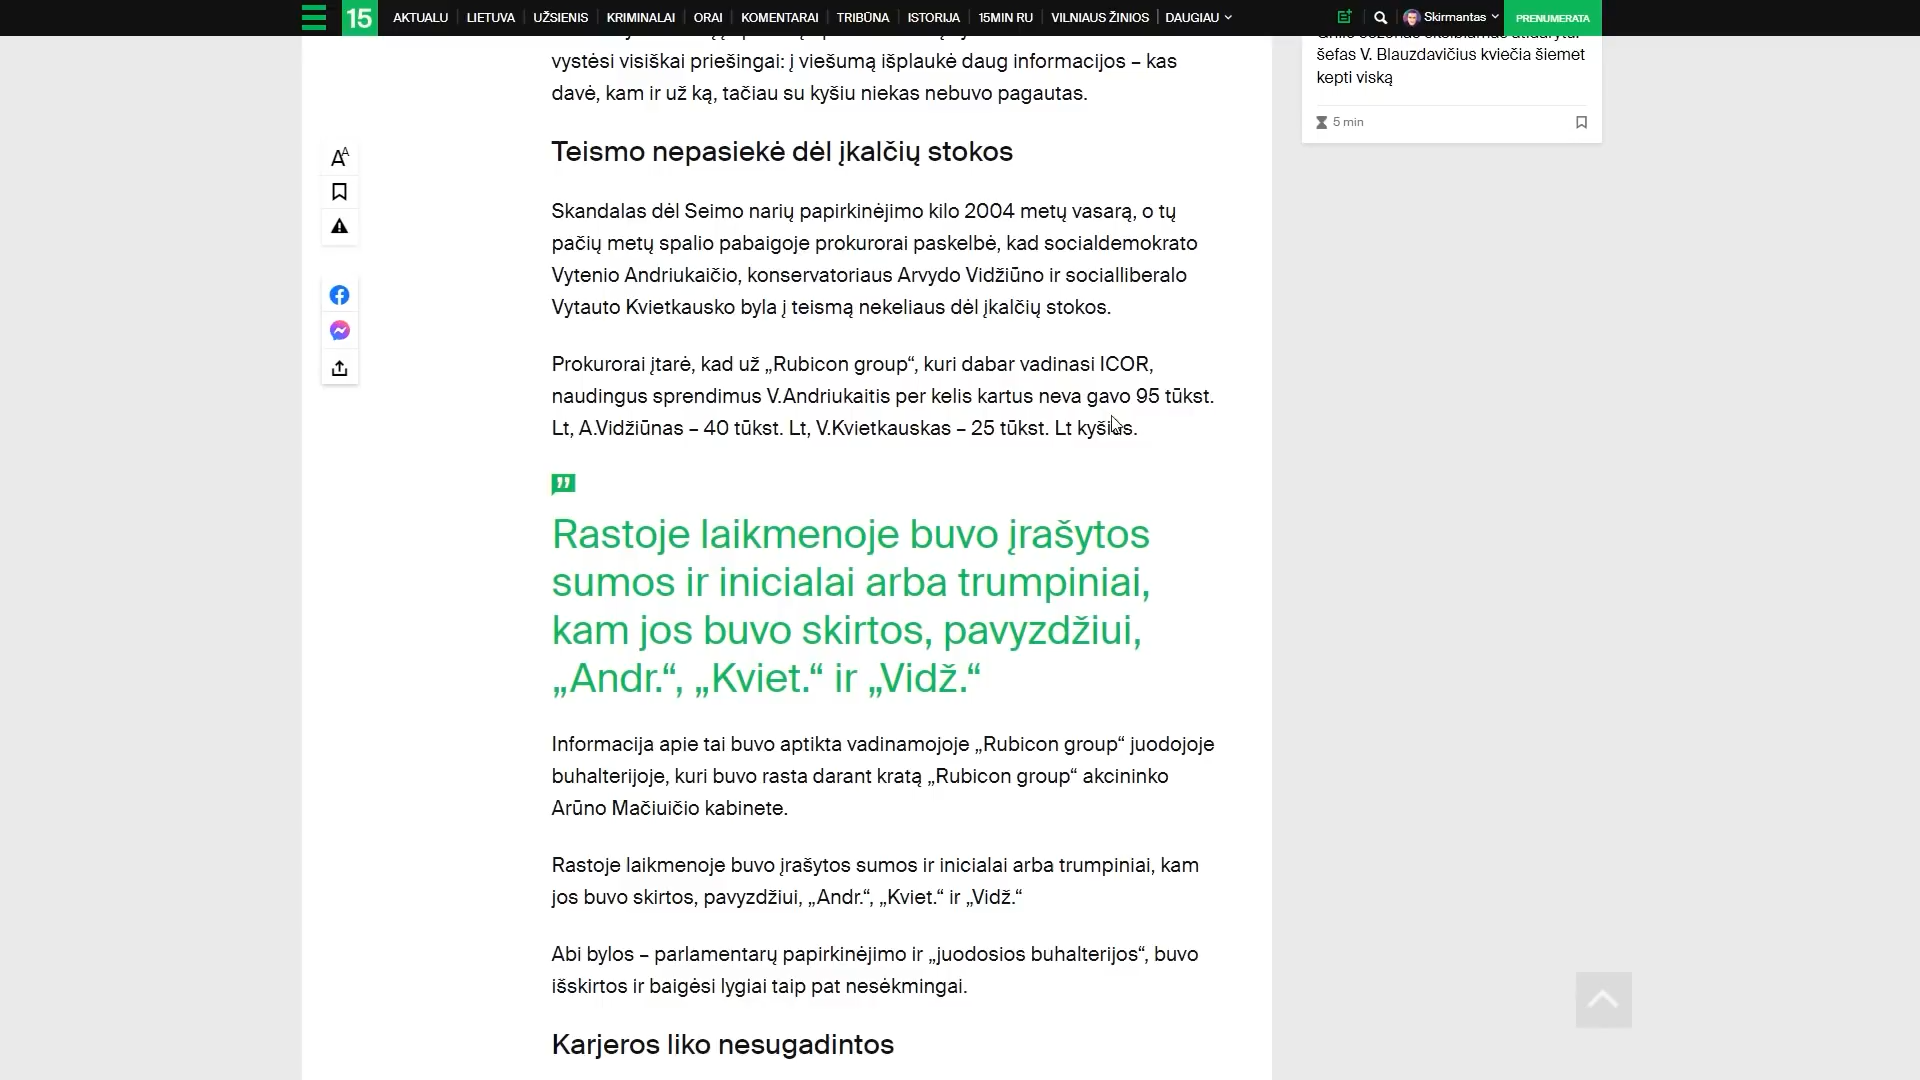 15
AKTUALU
LIETUVA
UŽSIENIS
KRIMINALAI
ORAI
KOMENTARAI
TRIBŪNA
ISTORIJA
15MIN RU
VILNIAUS ŽINIOS
DAUGIAU
Skirmantas
PRENUMERATA
vystėsi visiškai priešingai: į viešumą išplaukė daug informacijos – kas
davė, kam ir už ką, tačiau su kyšiu niekas nebuvo pagautas.
Teismo nepasiekė dėl įkalčių stokos
Skandalas dėl Seimo narių papirkinėjimo kilo 2004 metų vasarą, o tų
pačių metų spalio pabaigoje prokurorai paskelbė, kad socialdemokrato
Vytenio Andriukaičio, konservatoriaus Arvydo Vidžiūno ir socialliberalo
Vytauto Kvietkausko byla į teismą nekeliaus dėl įkalčių stokos.
Prokurorai įtarė, kad už „Rubicon group“, kuri dabar vadinasi ICOR,
naudingus sprendimus V.Andriukaitis per kelis kartus neva gavo 95 tūkst.
Lt, A.Vidžiūnas – 40 tūkst. Lt, V.Kvietkauskas – 25 tūkst. Lt kyšius.
Rastoje laikmenoje buvo įrašytos
sumos ir inicialai arba trumpiniai,
kam jos buvo skirtos, pavyzdžiui,
„Andr.“, „Kviet.“ ir „Vidž.“
Informacija apie tai buvo aptikta vadinamojoje „Rubicon group“ juodojoje
buhalterijoje, kuri buvo rasta darant kratą „Rubicon group“ akcininko
Arūno Mačiuičio kabinete.
Rastoje laikmenoje buvo įrašytos sumos ir inicialai arba trumpiniai, kam
jos buvo skirtos, pavyzdžiui, „Andr.“, „Kviet.“ ir „Vidž.“
Abi bylos – parlamentarų papirkinėjimo ir „juodosios buhalterijos“, buvo
išskirtos ir baigėsi lygiai taip pat nesėkmingai.
Karjeros liko nesugadintos
šefas V. Blauzdavičius kviečia šiemet
kepti viską
5 min